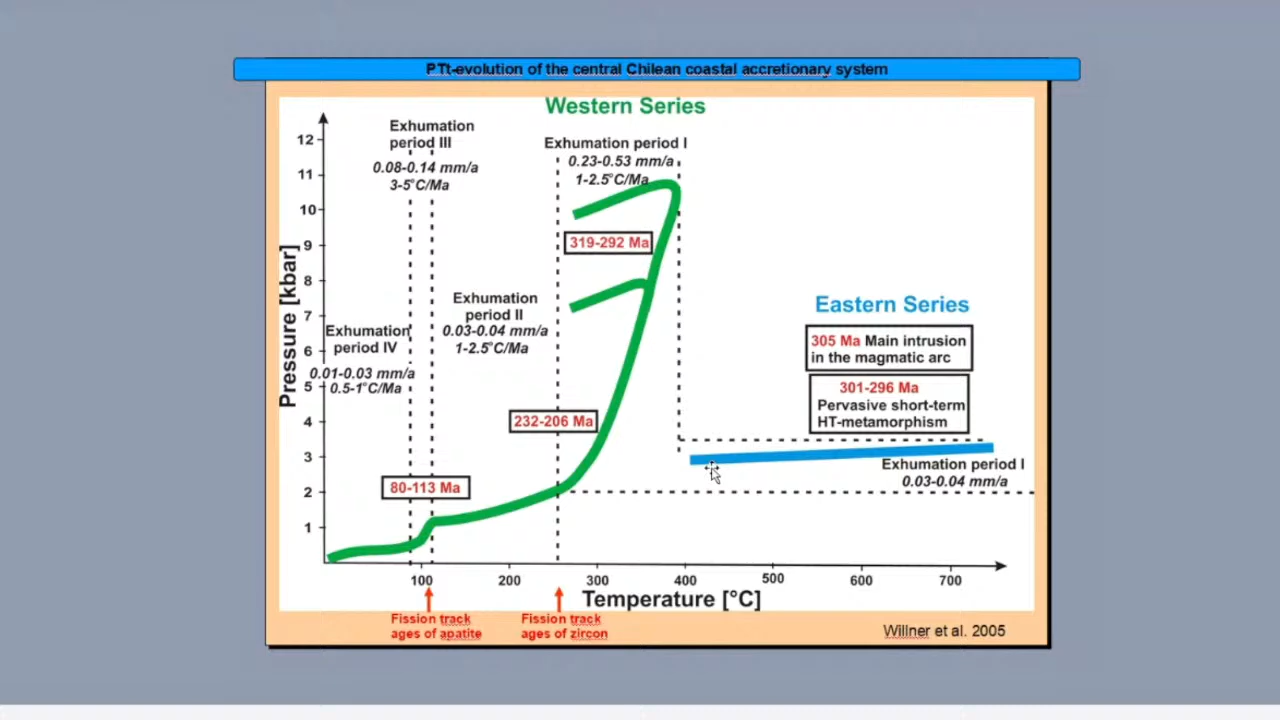 PTt-evolution of the central Chilean coastal accretionary system
Western Series
Exhumation
period III
0.08-0.14 mm/a
3-5°C/Ma
Exhumation period I
0.23-0.53 mm/a
1-2.5°C/Ma
319-292 Ma
Exhumation
period II
0.03-0.04 mm/a
1-2.5°C/Ma
Exhumation
period IV
0.01-0.03 mm/a
0.5-1°C/Ma
232-206 Ma
80-113 Ma
Eastern Series
305 Ma Main intrusion
in the magmatic arc
301-296 Ma
Pervasive short-term
HT-metamorphism
Exhumation period I
0.03-0.04 mm/a
Pressure [kbar]
12
11
10
9
8
7
6
5
4
3
2
1
100 200 300 400 500 600 700
Temperature [°C]
Fission track
ages of apatite
Fission track
ages of zircon
Willner et al. 2005